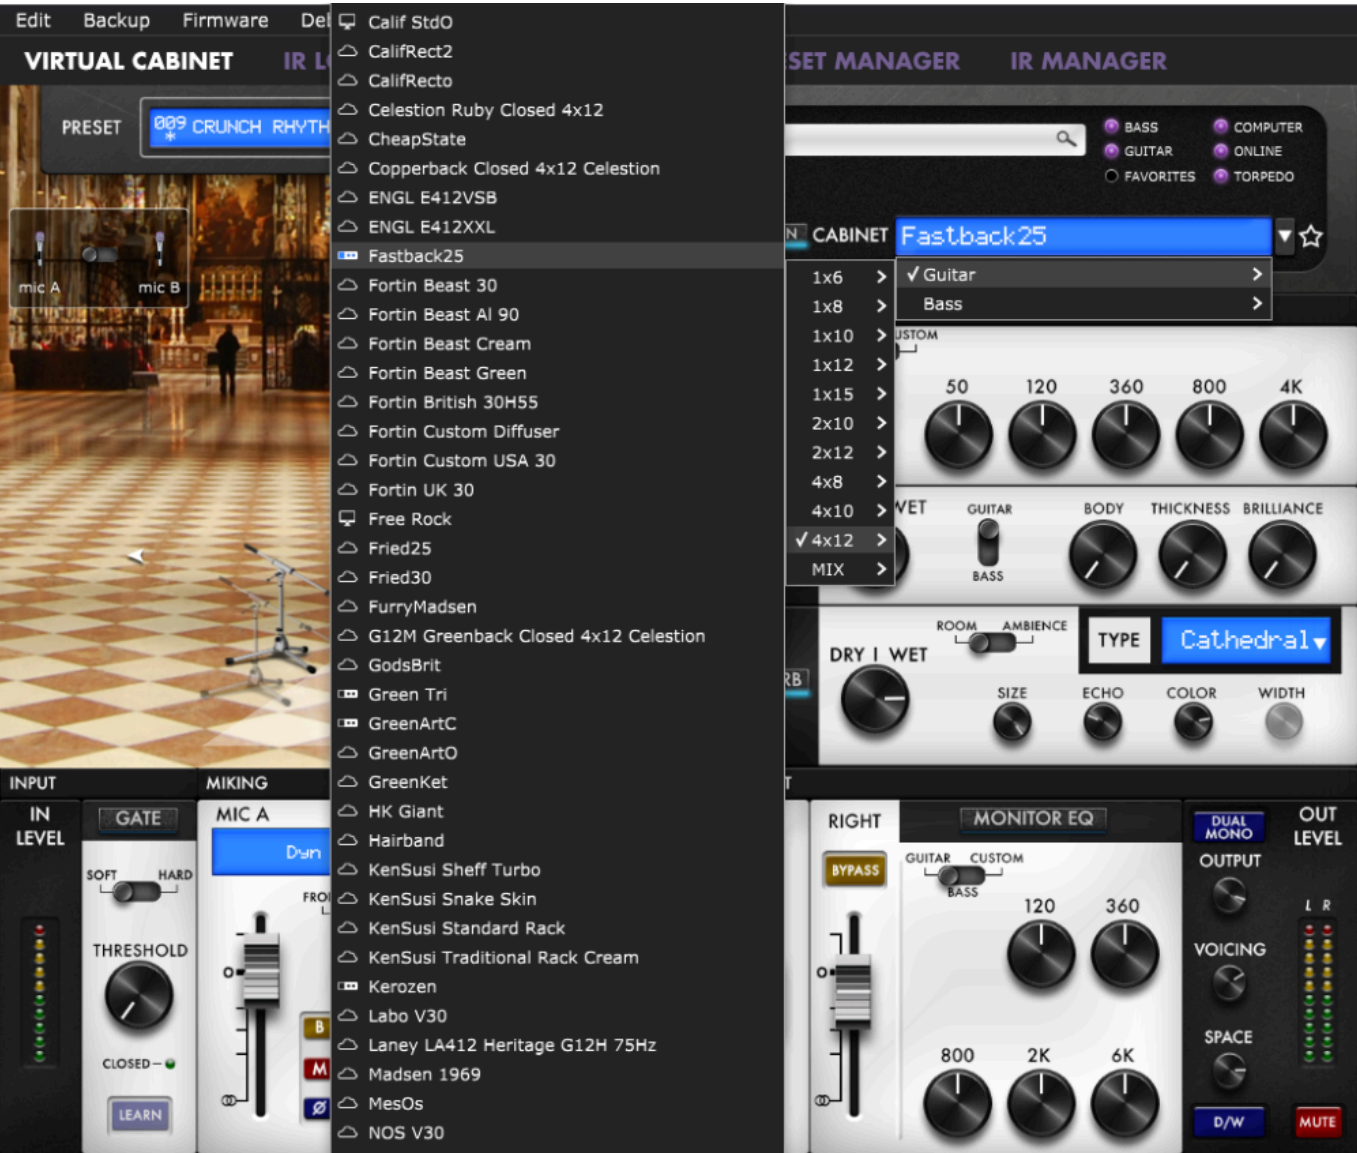 Edit Backup Firmware
VIRTUAL CABINET
MANAGER IR MANAGER
PRESET 009 CRUNCH
*
mic A mic B
Calif StdO
CalifRect2
CalifRecto
Celestion Ruby Closed 4x12
CheapState
Copperback Closed 4x12 Celestion
ENGL E412VSB
ENGL E412XXL
Fastback25
Fortin Beast 30
Fortin Beast Al 90
Fortin Beast Cream
Fortin Beast Green
Fortin British 30H55
Fortin Custom Diffuser
Fortin Custom USA 30
Fortin UK 30
Free Rock
Fried25
Fried30
FurryMadsen
G12M Greenback Closed 4x12 Celestion
GodsBrit
Green Tri
GreenArtC
GreenArtO
GreenKet
HK Giant
Hairband
KenSusi Sheff Turbo
KenSusi Snake Skin
KenSusi Standard Rack
KenSusi Traditional Rack Cream
Kerozen
Labo V30
Laney LA412 Heritage G12H 75Hz
Madsen 1969
MesOs
NOS V30
BASS COMPUTER
GUITAR ONLINE
FAVORITES TORPEDO
CABINET Fastback25
✓ Guitar >
Bass >
1x6 >
1x8 >
1x10 >
1x12 >
1x15 >
2x10 >
2x12 >
4x8 >
4x10 >
✓ 4x12 >
MIX >
50 120 360 800 4K
GUITAR BODY THICKNESS BRILLIANCE
BASS
ROOM AMBIENCE TYPE Cathedral
DRY | WET
SIZE ECHO COLOR WIDTH
INPUT MIKING
IN LEVEL
GATE
SOFT HARD
THRESHOLD
CLOSED
LEARN
MIC A
Dyn
B
M
Ø
RIGHT
BYPASS
MONITOR EQ
GUITAR CUSTOM
BASS
120 360
800 2K 6K
DUAL MONO
OUTPUT
VOICING
SPACE
D/W
OUT LEVEL
L R
MUTE